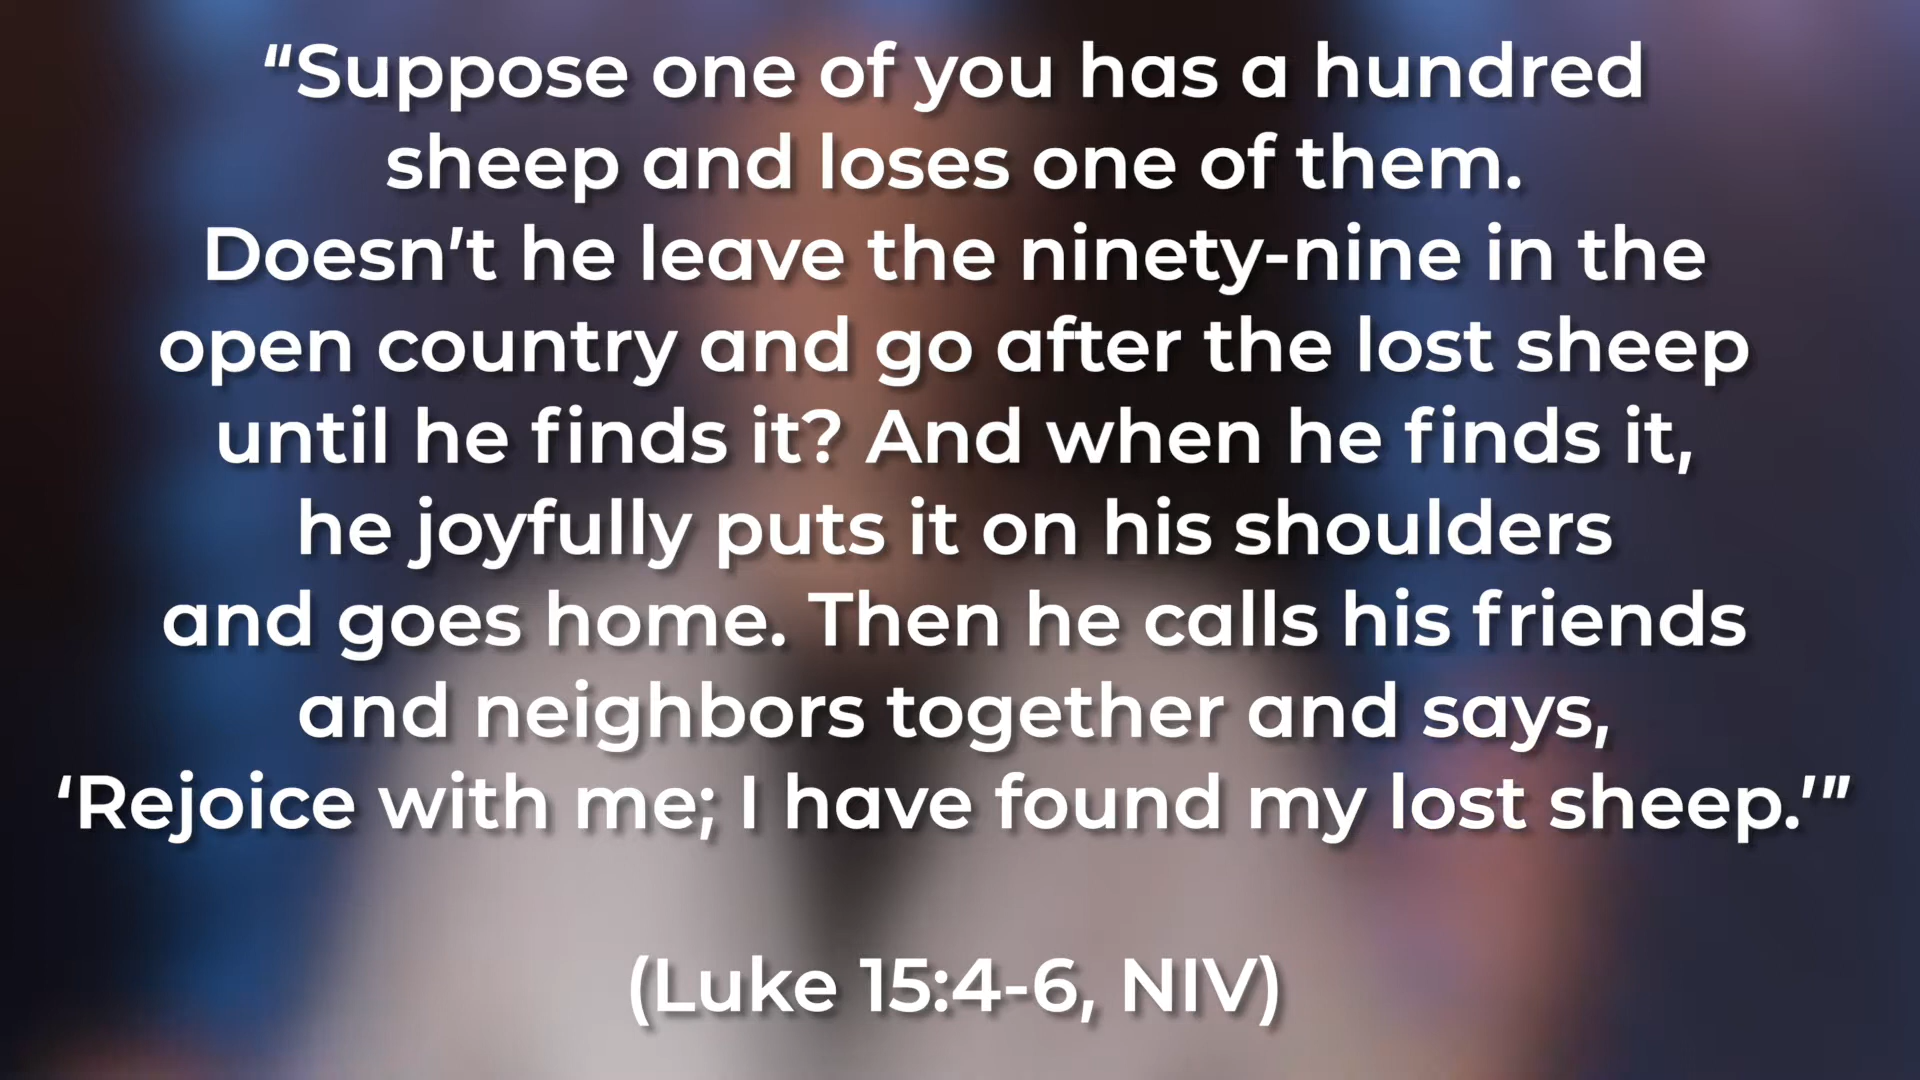 "Suppose one of you has a hundred
sheep and loses one of them.
Doesn't he leave the ninety-nine in the
open country and go after the lost sheep
until he finds it? And when he finds it,
he joyfully puts it on his shoulders
and goes home. Then he calls his friends
and neighbors together and says,
‘Rejoice with me; I have found my lost sheep.’”
(Luke 15:4-6, NIV)